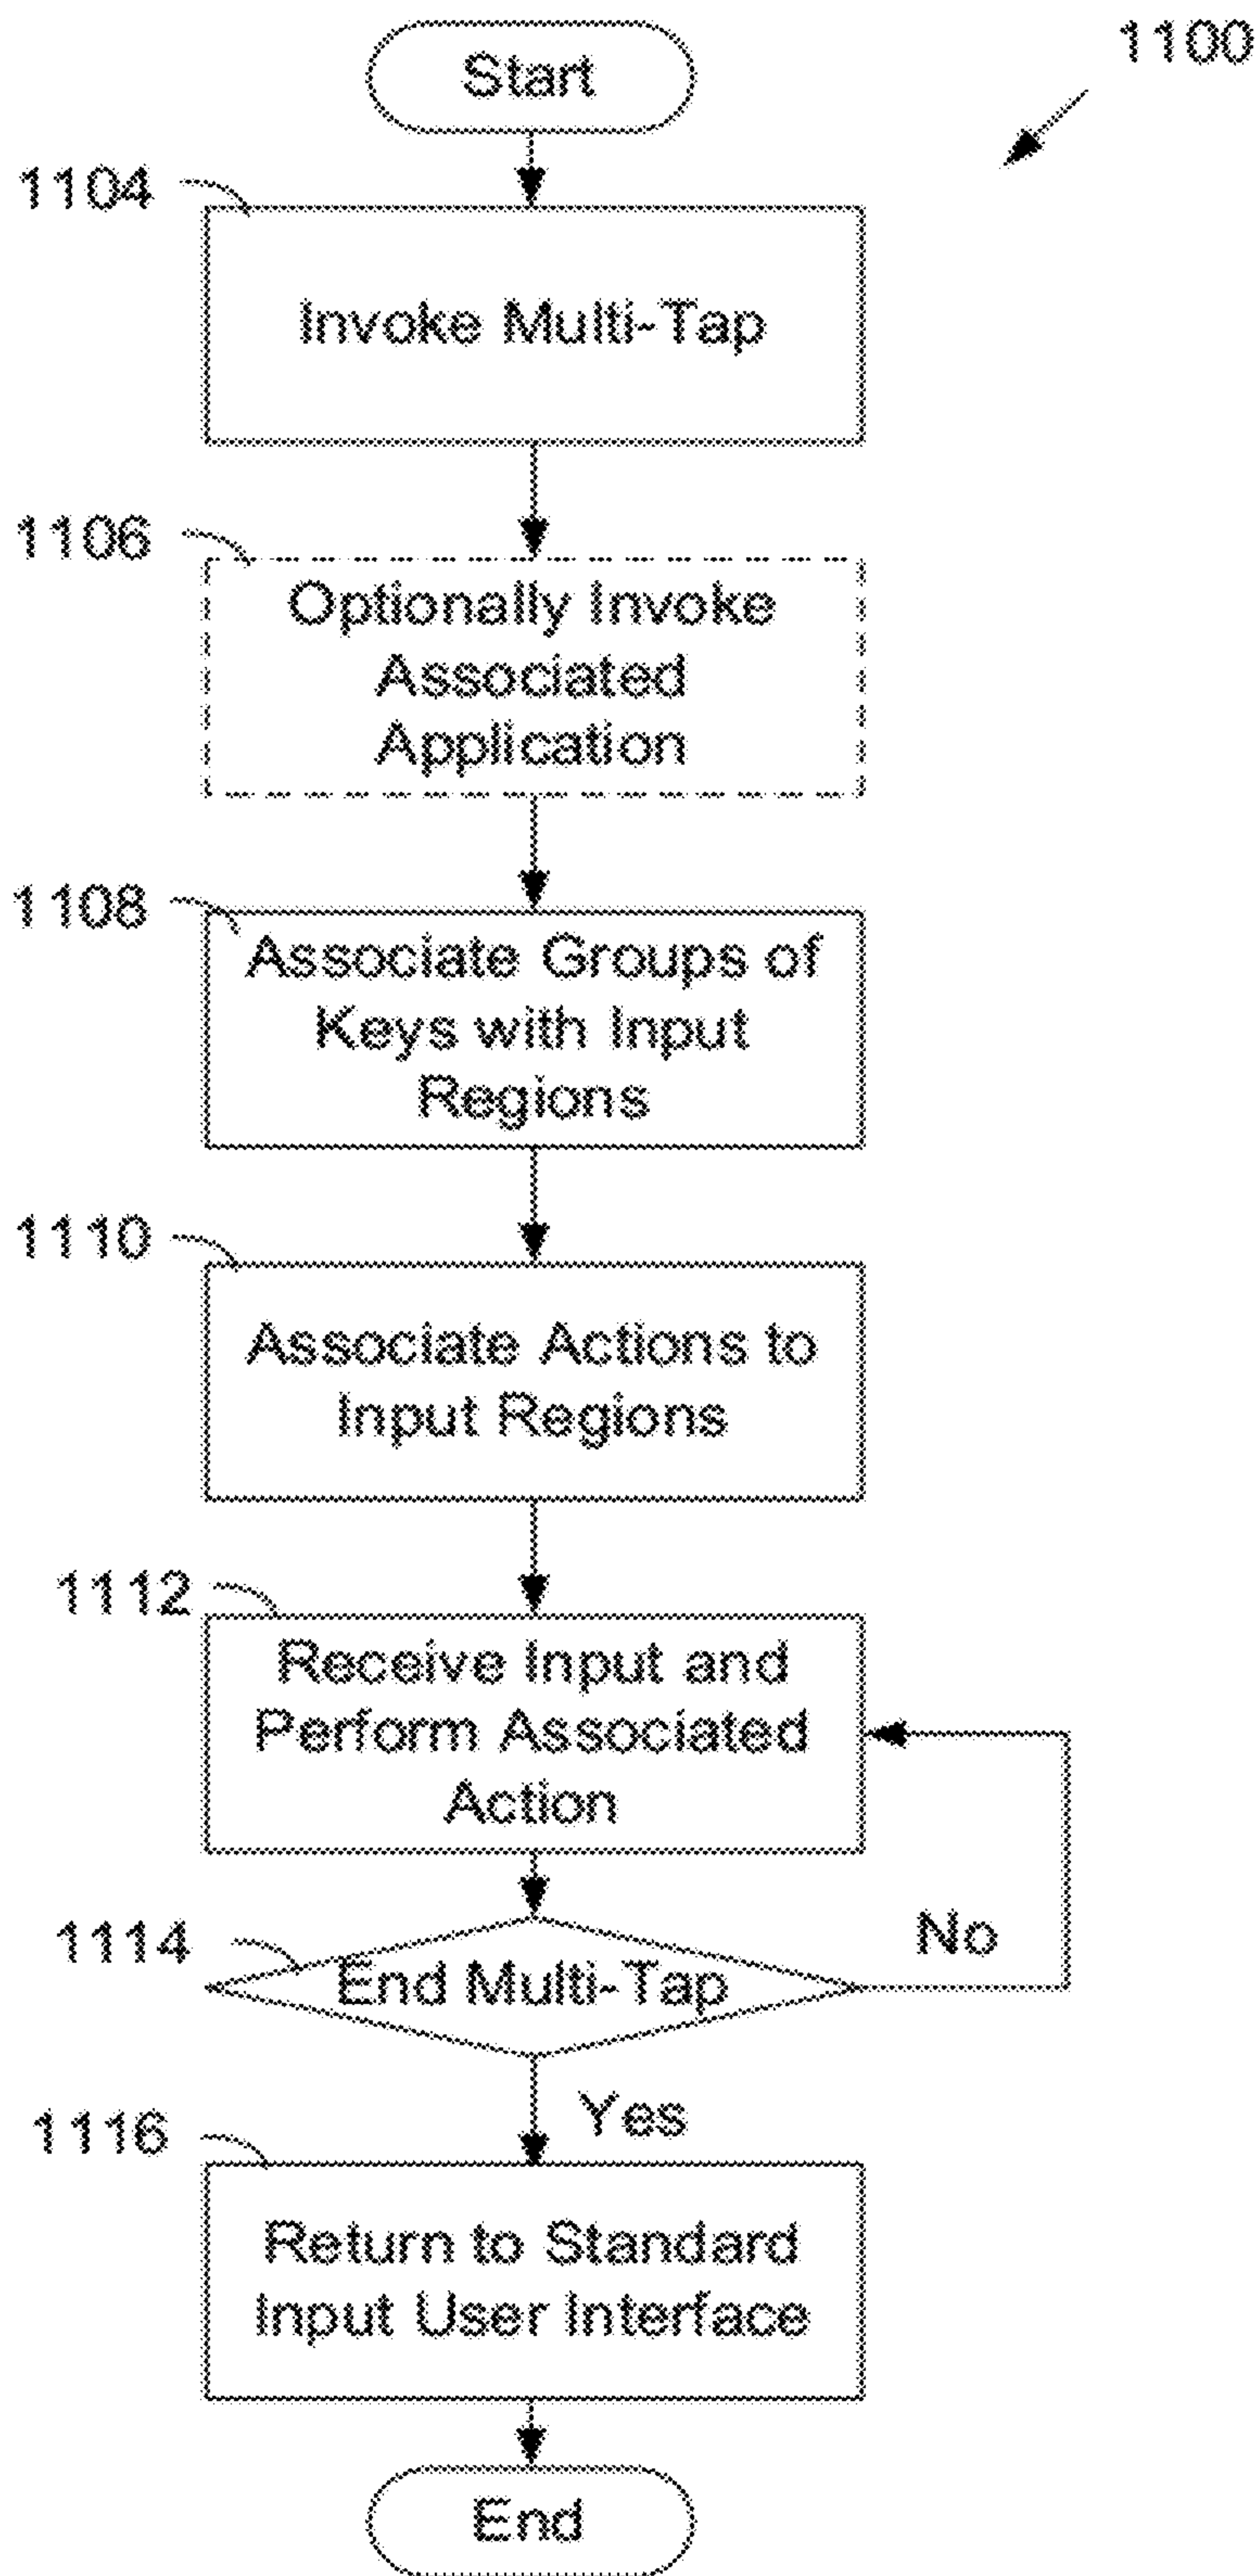 Start
1100
1104
Invoke Multi-Tap
1106
Optionally Invoke
Associated
Application
1108
Associate Groups of
Keys with Input
Regions
1110
Associate Actions to
Input Regions
1112
Receive Input and
Perform Associated
Action
1114
End Multi-Tap
No
Yes
1116
Return to Standard
Input User Interface
End